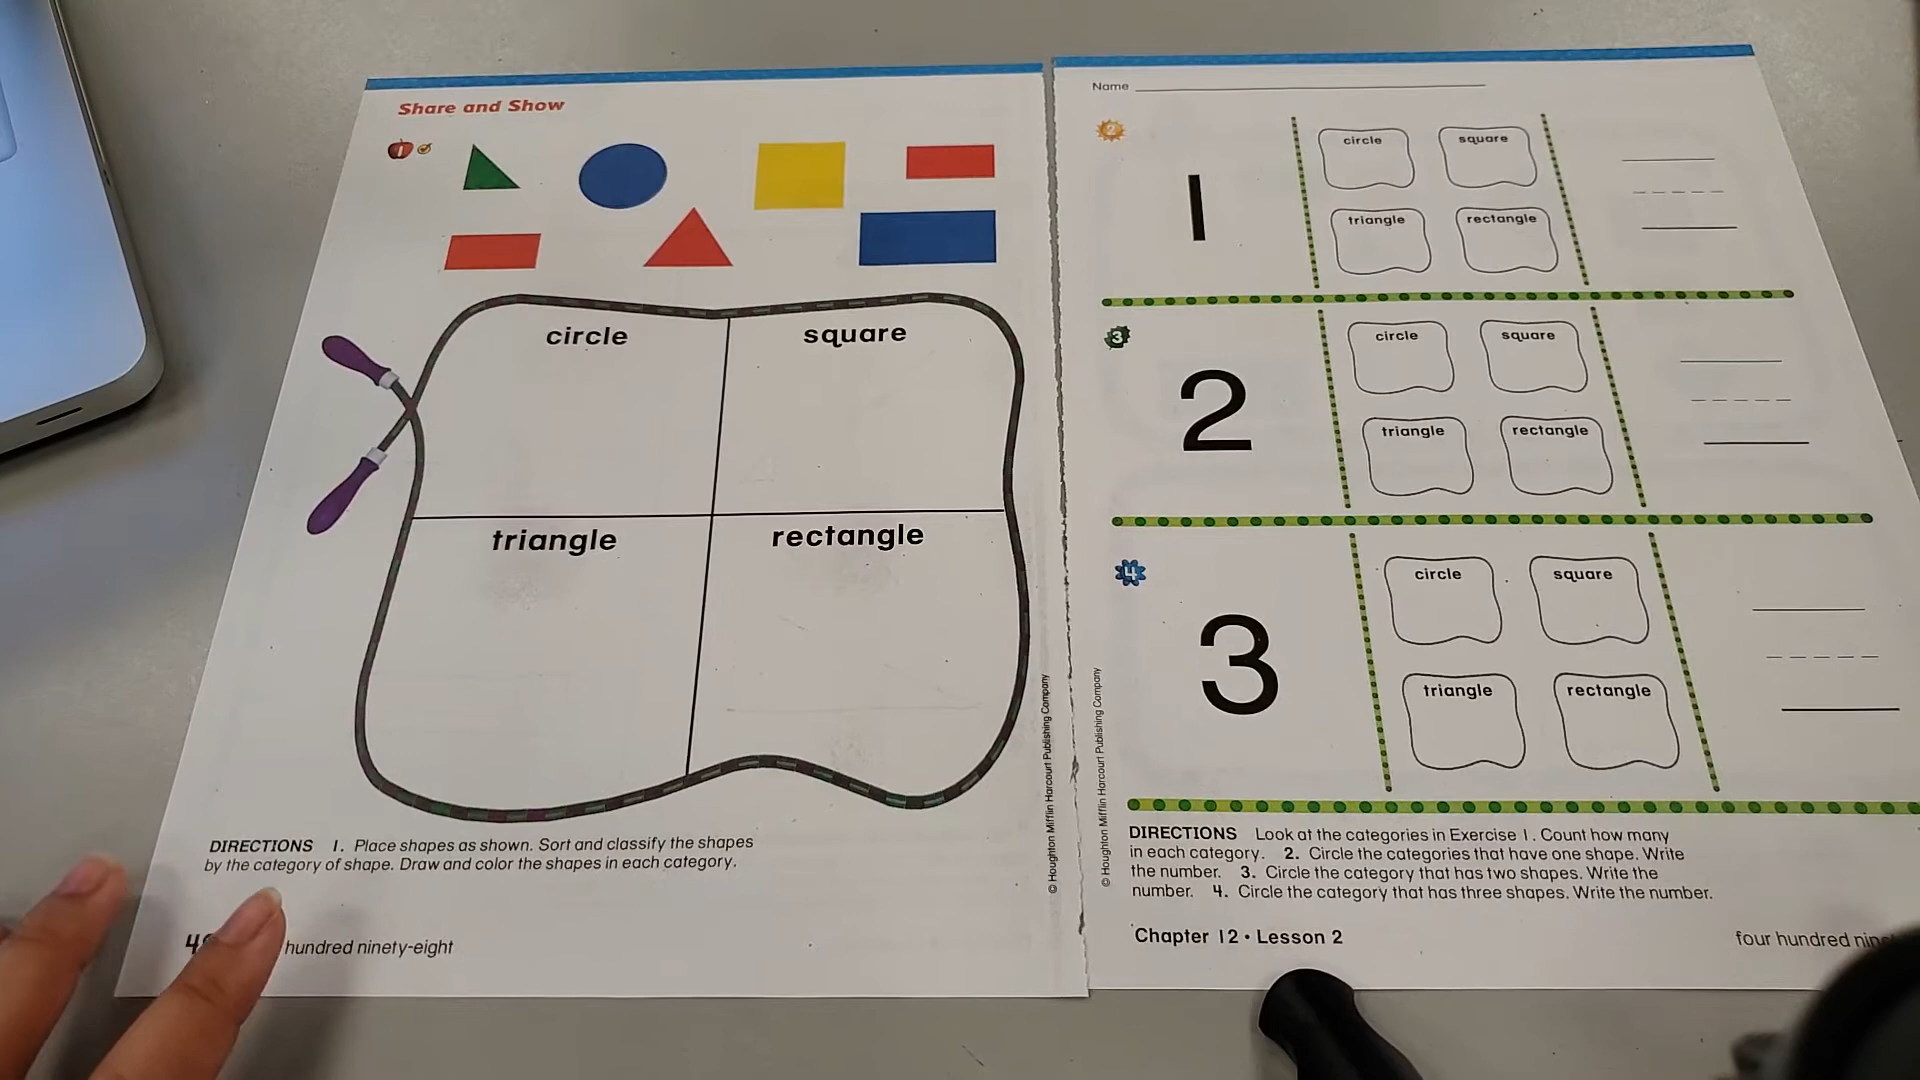 Share and Show
1
circle
square
triangle
rectangle
DIRECTIONS 1. Place shapes as shown. Sort and classify the shapes
by the category of shape. Draw and color the shapes in each category.
hundred ninety-eight
© Houghton Mifflin Harcourt Publishing Company
Name
2
1
circle
square
triangle
rectangle
3
2
circle
square
triangle
rectangle
4
3
circle
square
triangle
rectangle
© Houghton Mifflin Harcourt Publishing Company
DIRECTIONS Look at the categories in Exercise 1. Count how many
in each category. 2. Circle the categories that have one shape. Write
the number. 3. Circle the category that has two shapes. Write the
number. 4. Circle the category that has three shapes. Write the number.
Chapter 12 • Lesson 2
four hundred